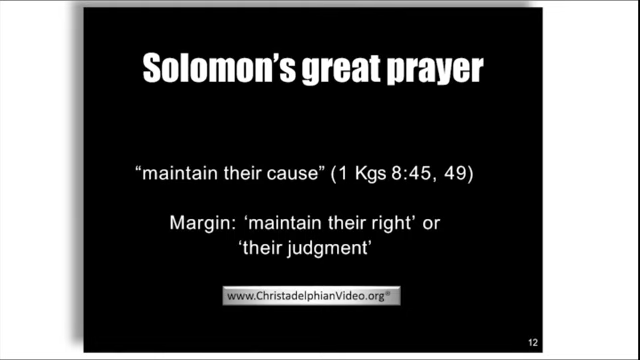 Solomon's great prayer
“maintain their cause” (1 Kgs 8:45, 49)
Margin: ‘maintain their right’ or
‘their judgment’
www.ChristadelphianVideo.org®
12